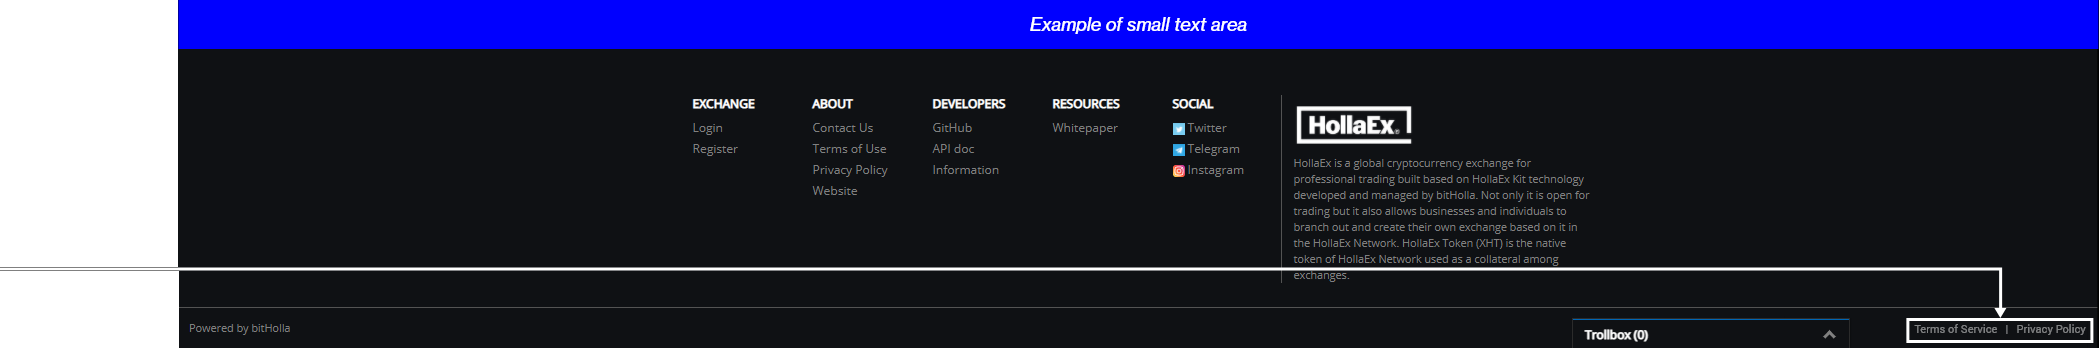 Example of small text area
EXCHANGE
Login
Register
ABOUT
Contact Us
Terms of Use
Privacy Policy
Website
DEVELOPERS
GitHub
API doc
Information
RESOURCES
Whitepaper
SOCIAL
Twitter
Telegram
Instagram
HollaEx®
HollaEx is a global cryptocurrency exchange for
professional trading built based on HollaEx Kit technology
developed and managed by bitHolla. Not only it is open for
trading but it also allows businesses and individuals to
branch out and create their own exchange based on it in
the HollaEx Network. HollaEx Token (XHT) is the native
token of HollaEx Network used as a collateral among
exchanges.
Powered by bitHolla
Trollbox (0)
Terms of Service | Privacy Policy